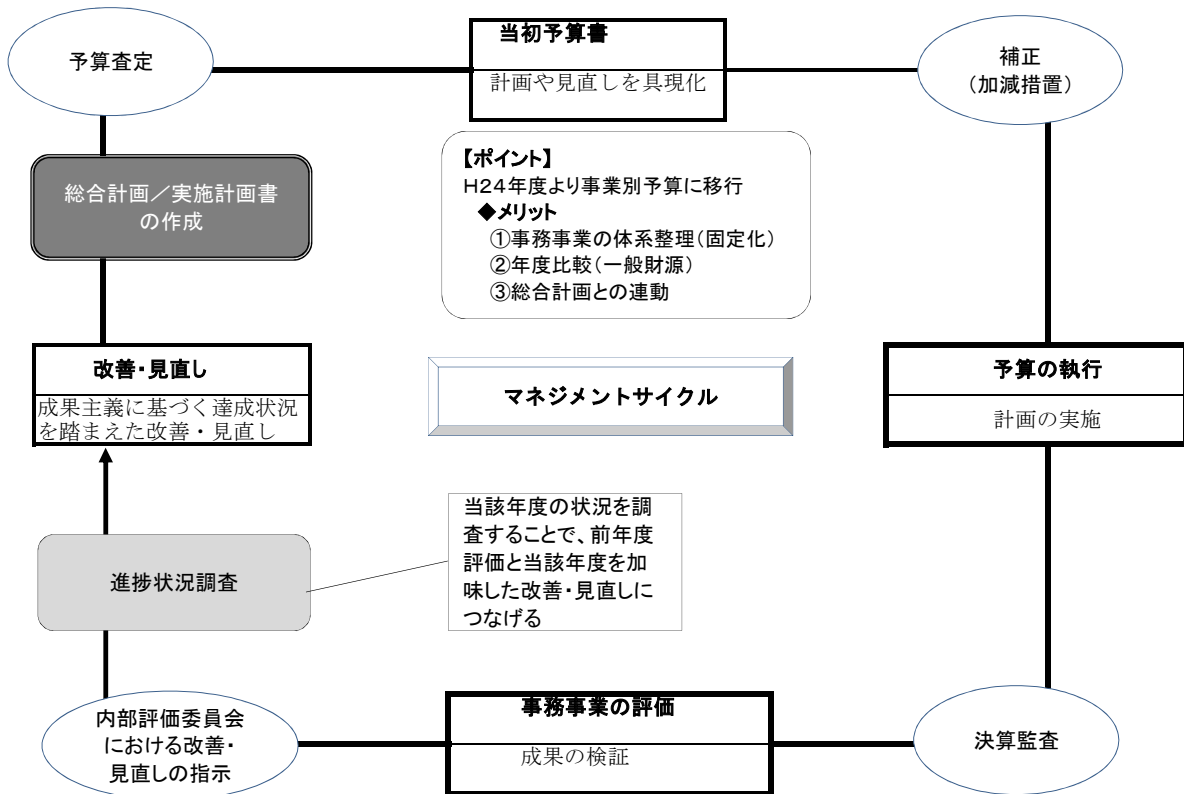 予算査定
当初予算書
計画や見直しを具現化
補正
(加減措置)
総合計画／実施計画書
の作成
【ポイント】
H24年度より事業別予算に移行
◆メリット
①事務事業の体系整理(固定化)
②年度比較(一般財源)
③総合計画との連動
改善・見直し
成果主義に基づく達成状況
を踏まえた改善・見直し
マネジメントサイクル
予算の執行
計画の実施
進捗状況調査
当該年度の状況を調
査することで、前年度
評価と当該年度を加
味した改善・見直しに
つなげる
内部評価委員会
における改善・
見直しの指示
事務事業の評価
成果の検証
決算監査